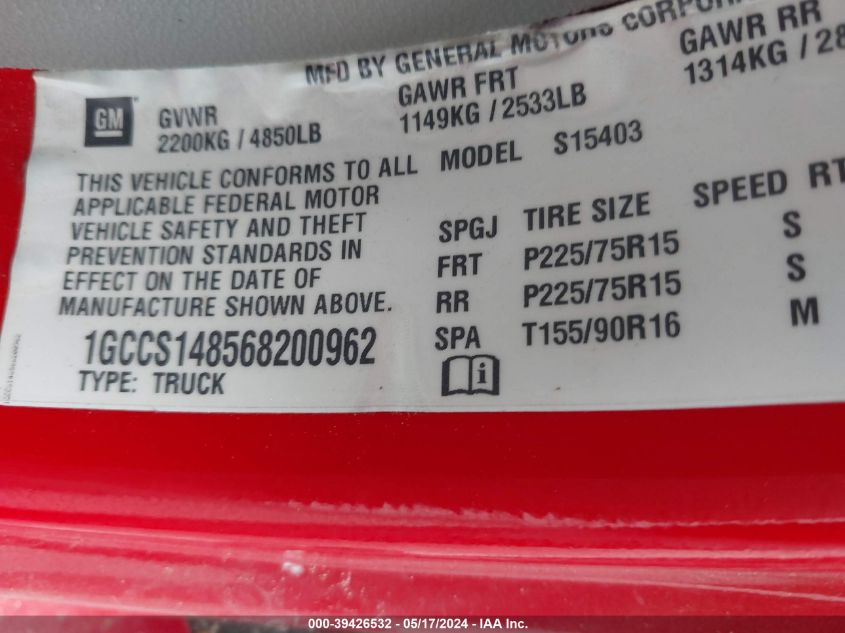 MFD BY GENERAL MOTORS
GM
GVWR
2200KG / 4850LB
GAWR FRT
1149KG / 2533LB
GAWR RR
1314KG / 28
THIS VEHICLE CONFORMS TO ALL
APPLICABLE FEDERAL MOTOR
VEHICLE SAFETY AND THEFT
PREVENTION STANDARDS IN
EFFECT ON THE DATE OF
MANUFACTURE SHOWN ABOVE.
1GCCS148568200962
TYPE: TRUCK
MODEL S15403
SPGJ TIRE SIZE SPEED RT
FRT P225/75R15 S
RR P225/75R15 S
SPA T155/90R16 M
i
000-39426532 - 05/17/2024 - IAA Inc.